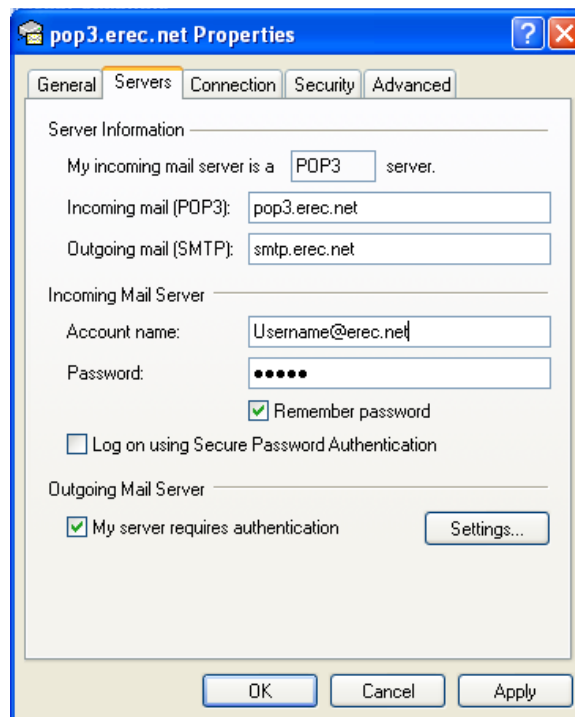 pop3.erec.net Properties
General Servers Connection Security Advanced
Server Information
My incoming mail server is a POP3 server.
Incoming mail (POP3): pop3.erec.net
Outgoing mail (SMTP): smtp.erec.net
Incoming Mail Server
Account name: Username@erec.net
Password: •••••
Remember password
Log on using Secure Password Authentication
Outgoing Mail Server
My server requires authentication Settings...
OK Cancel Apply